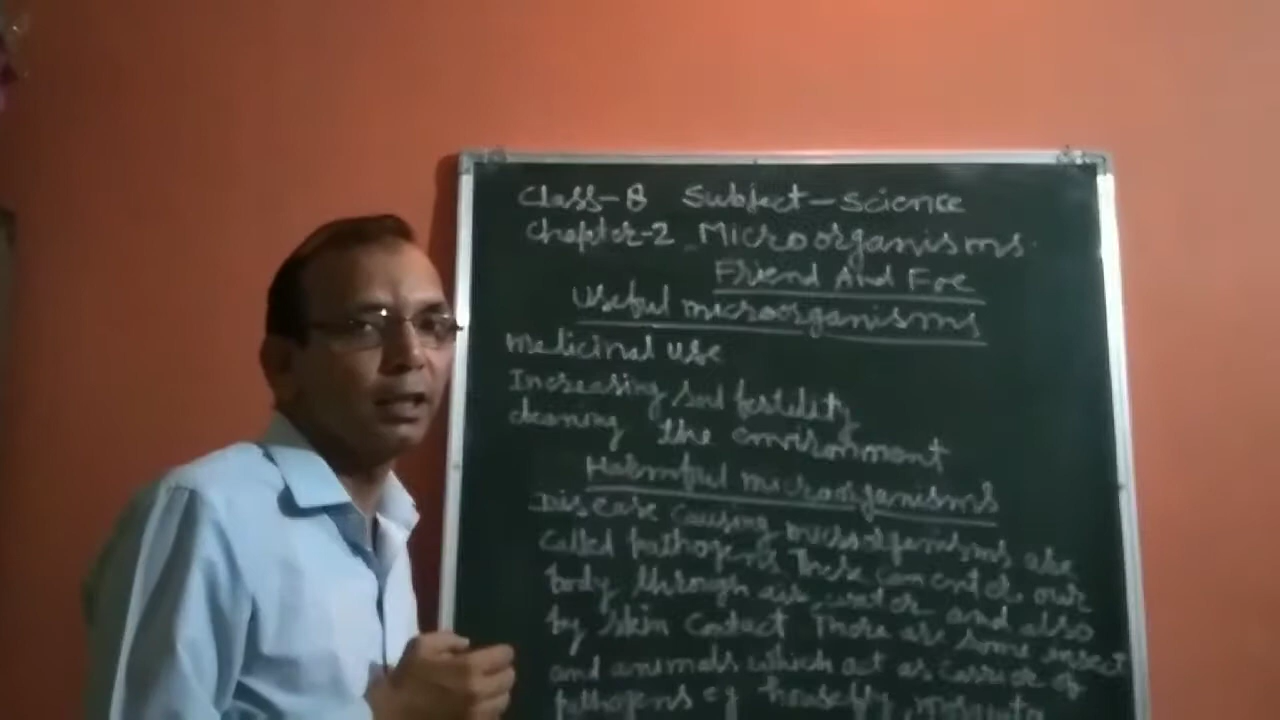 Class-8 Subject-Science
Chapter-2 Microorganisms
Friend And Foe
Useful microorganisms
Medicinal use
Increasing soil fertility
cleaning the environment
Harmful microorganisms
Disease causing microorganisms are
called pathogens These can enter our
body through air water and also
by skin contact There are some insect
and animals which act as carrier of
pathogens eg housefly, mosquito